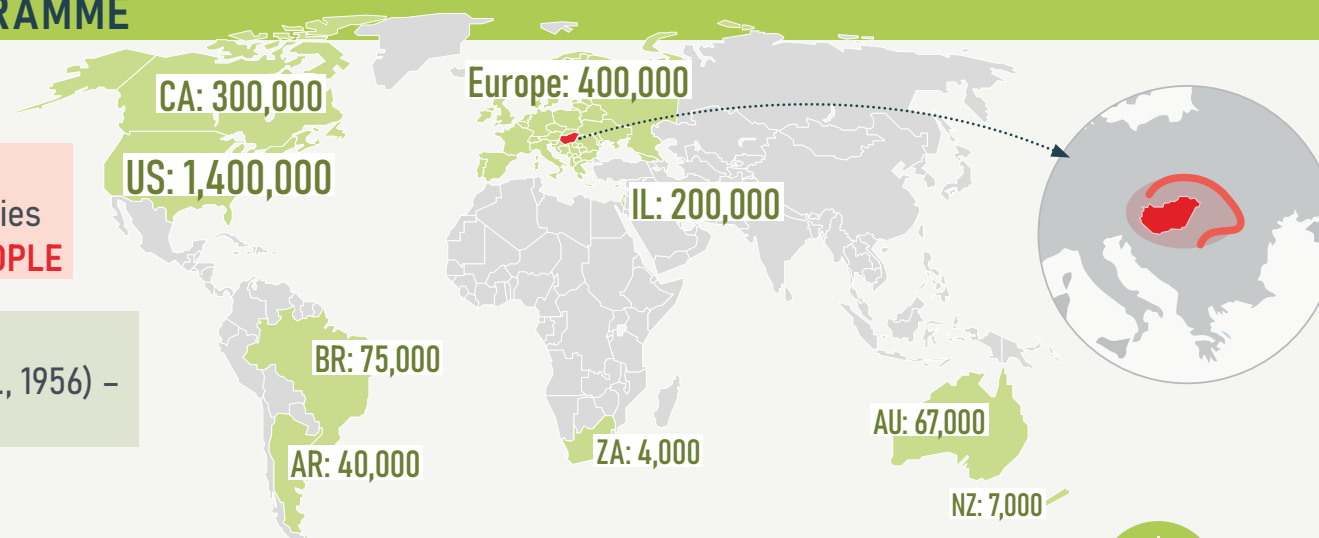 RAMME
CA: 300,000
Europe: 400,000
US: 1,400,000
ies
OPLE
IL: 200,000
BR: 75,000
., 1956) –
AU: 67,000
AR: 40,000
ZA: 4,000
NZ: 7,000